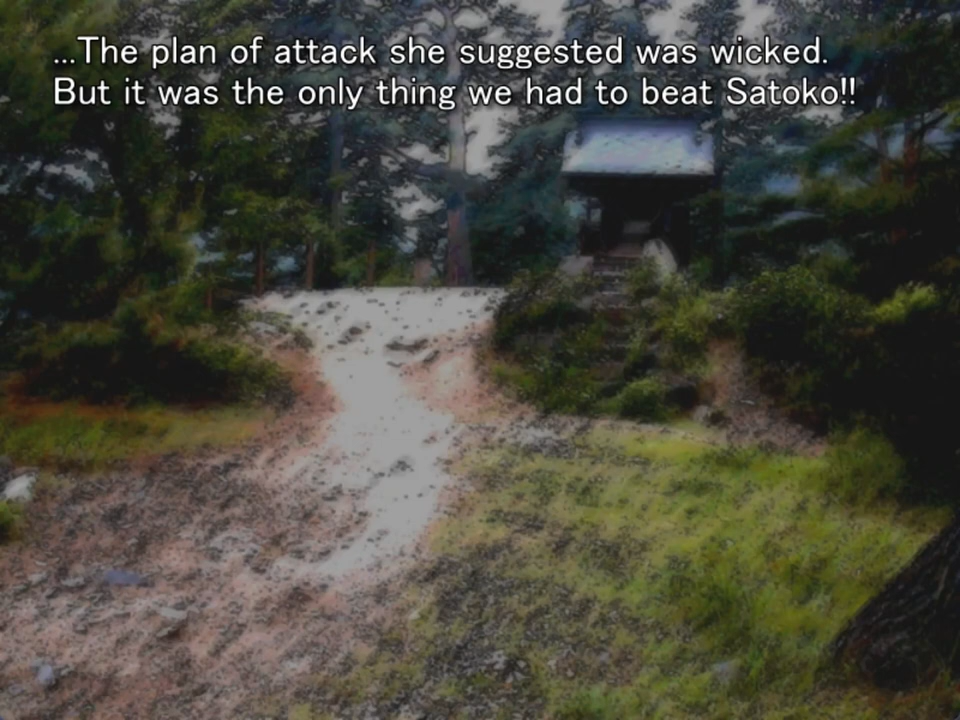 ...The plan of attack she suggested was wicked.
But it was the only thing we had to beat Satoko!!